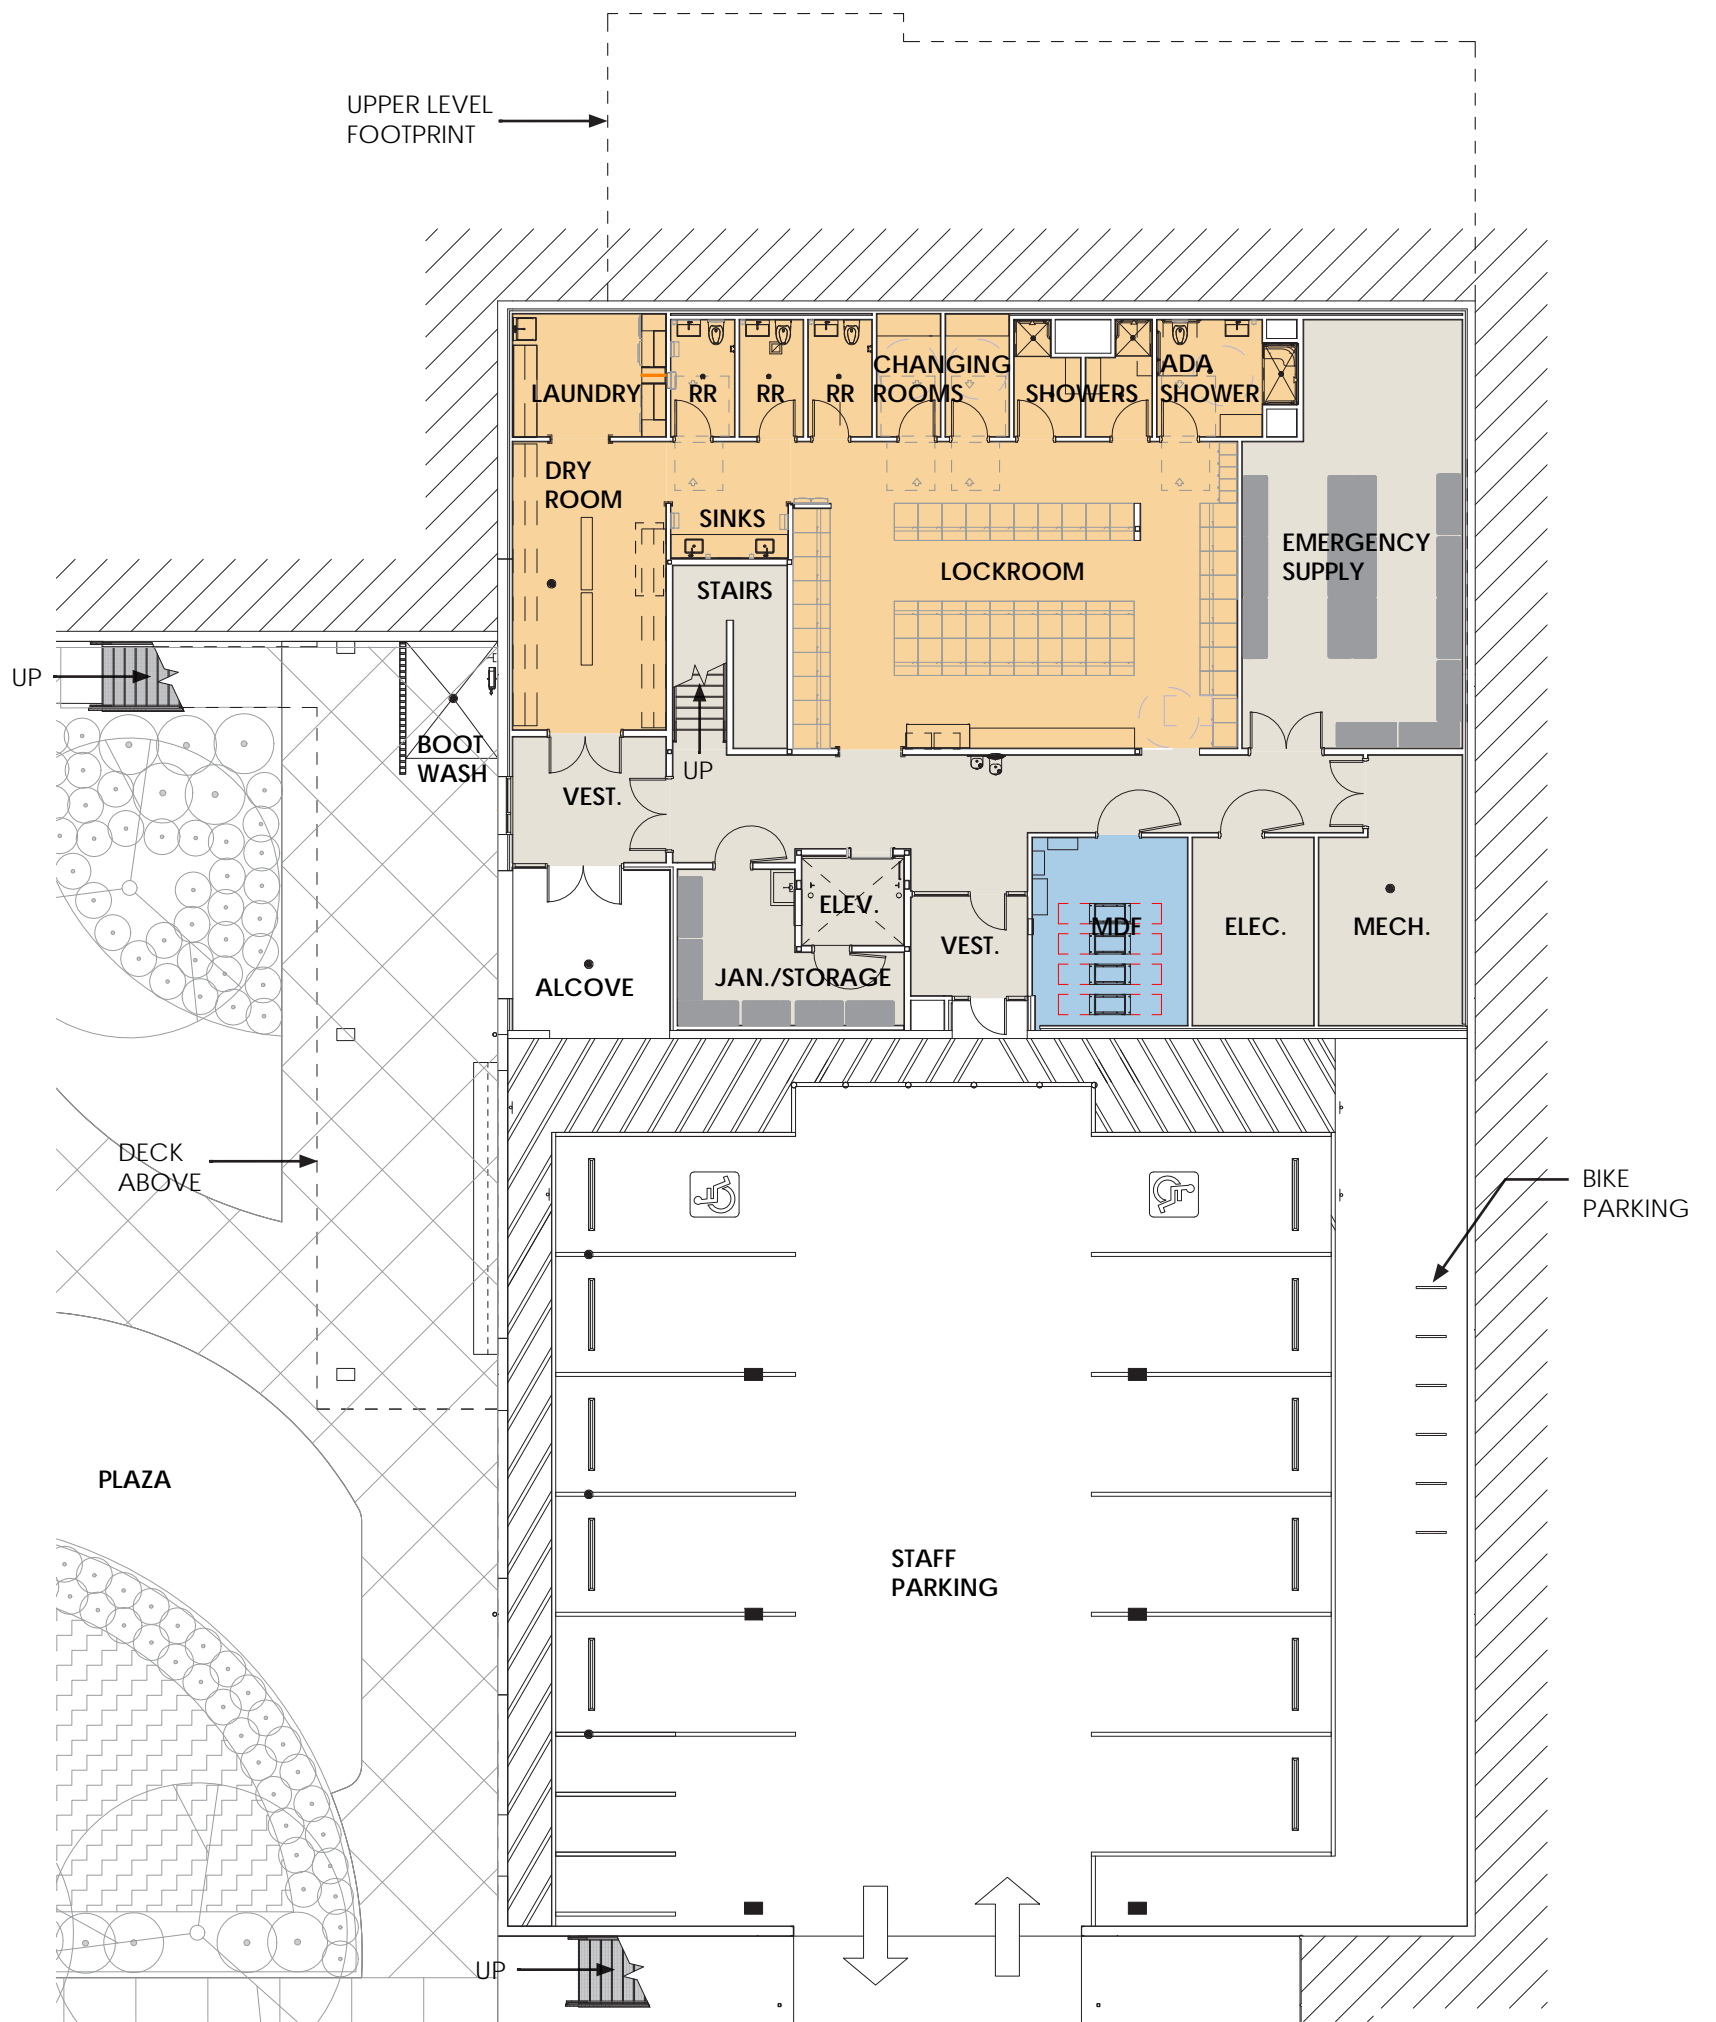 UPPER LEVEL
FOOTPRINT
LAUNDRY
RR
RR
RR
CHANGING
ROOMS
SHOWERS
ADA
SHOWER
DRY
ROOM
SINKS
STAIRS
LOCKROOM
EMERGENCY
SUPPLY
UP
BOOT
WASH
UP
VEST.
ELEV.
MDF
ELEC.
MECH.
VEST.
JAN./STORAGE
ALCOVE
DECK
ABOVE
BIKE
PARKING
PLAZA
STAFF
PARKING
UP